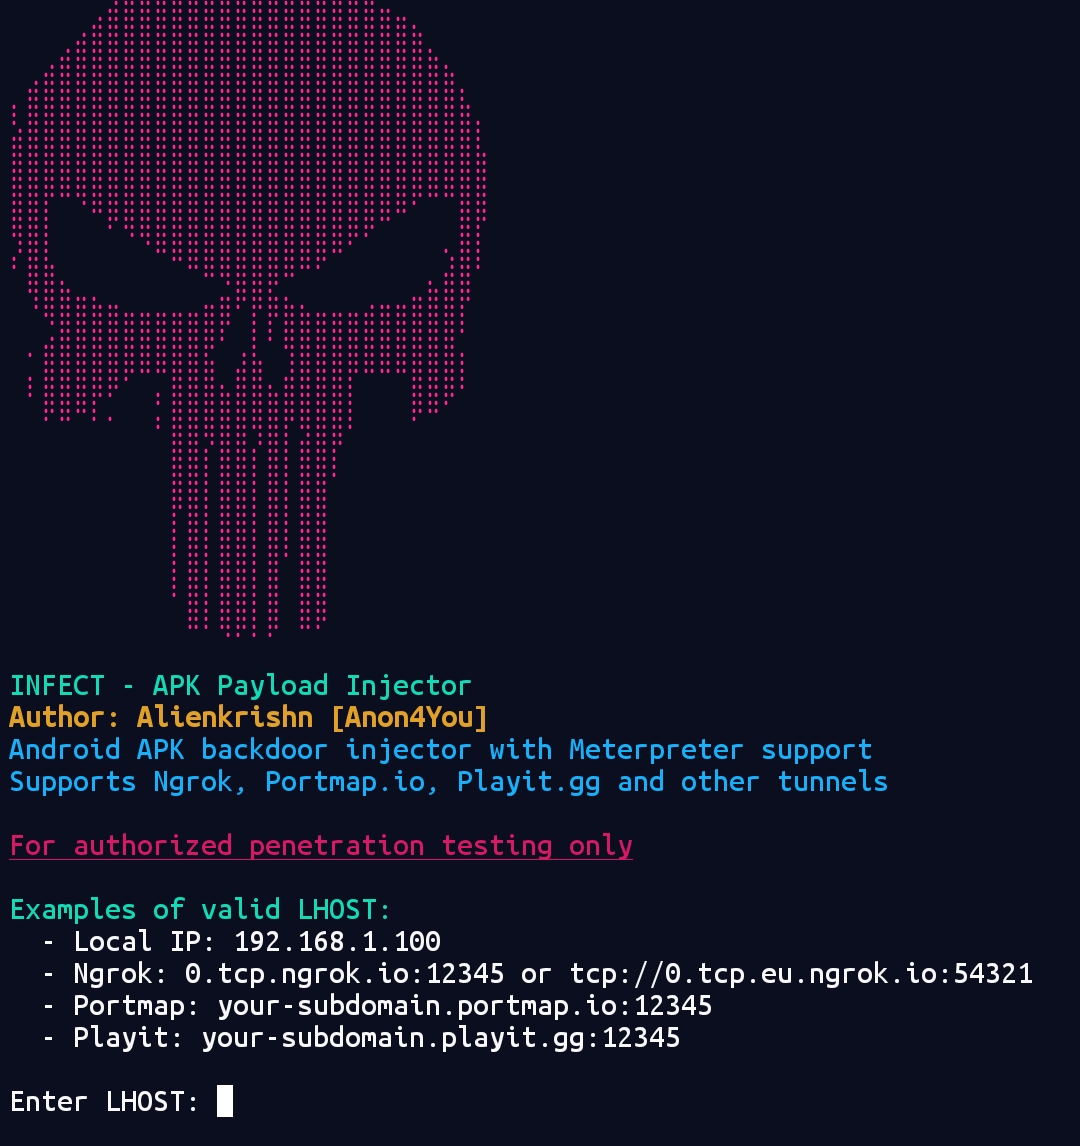 INFECT - APK Payload Injector
Author: Alienkrishn [Anon4You]
Android APK backdoor injector with Meterpreter support
Supports Ngrok, Portmap.io, Playit.gg and other tunnels
For authorized penetration testing only
Examples of valid LHOST:
- Local IP: 192.168.1.100
- Ngrok: 0.tcp.ngrok.io:12345 or tcp://0.tcp.eu.ngrok.io:54321
- Portmap: your-subdomain.portmap.io:12345
- Playit: your-subdomain.playit.gg:12345
Enter LHOST: